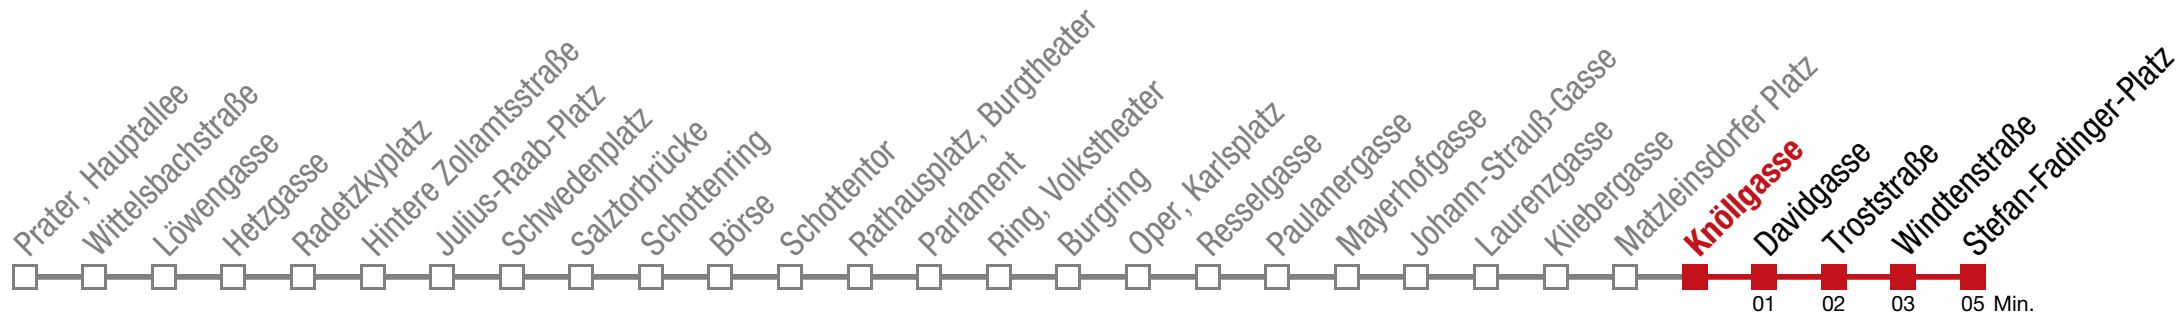 Prater, Hauptallee
Wittelsbachstraße
Löwengasse
Hetzgasse
Radetzkyplatz
Hintere Zollamtsstraße
Julius-Raab-Platz
Schwedenplatz
Salztorbrücke
Schottenring
Börse
Schottentor
Rathausplatz, Burgtheater
Parlament
Ring, Volkstheater
Burgring
Oper, Karlsplatz
Resselgasse
Paulanergasse
Mayerhofgasse
Johann-Strauß-Gasse
Laurenzgasse
Kliebergasse
Matzleinsdorfer Platz
Knöllgasse
Davidgasse
Troststraße
Windtenstraße
Stefan-Fadinger-Platz
01 02 03 05 Min.